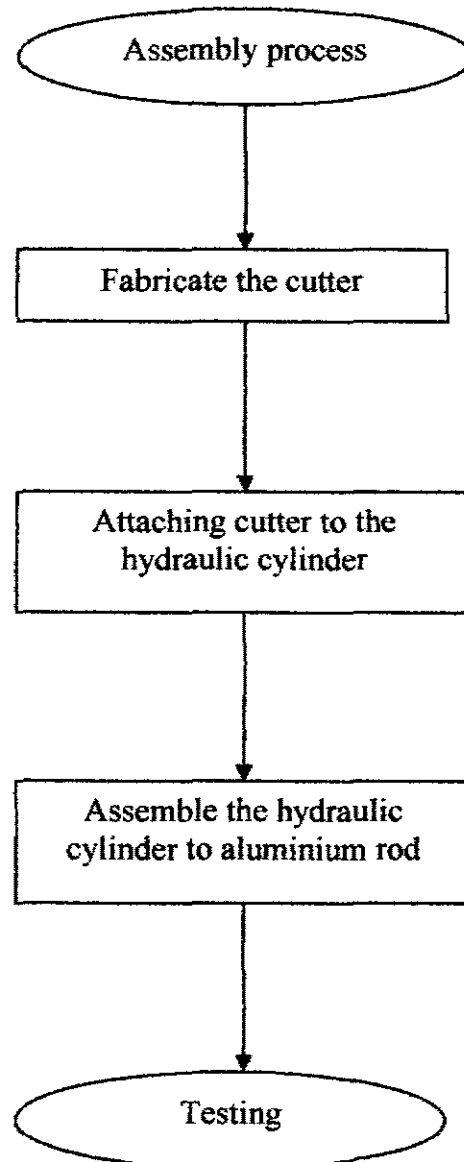 Assembly process
Fabricate the cutter
Attaching cutter to the
hydraulic cylinder
Assemble the hydraulic
cylinder to aluminium rod
Testing